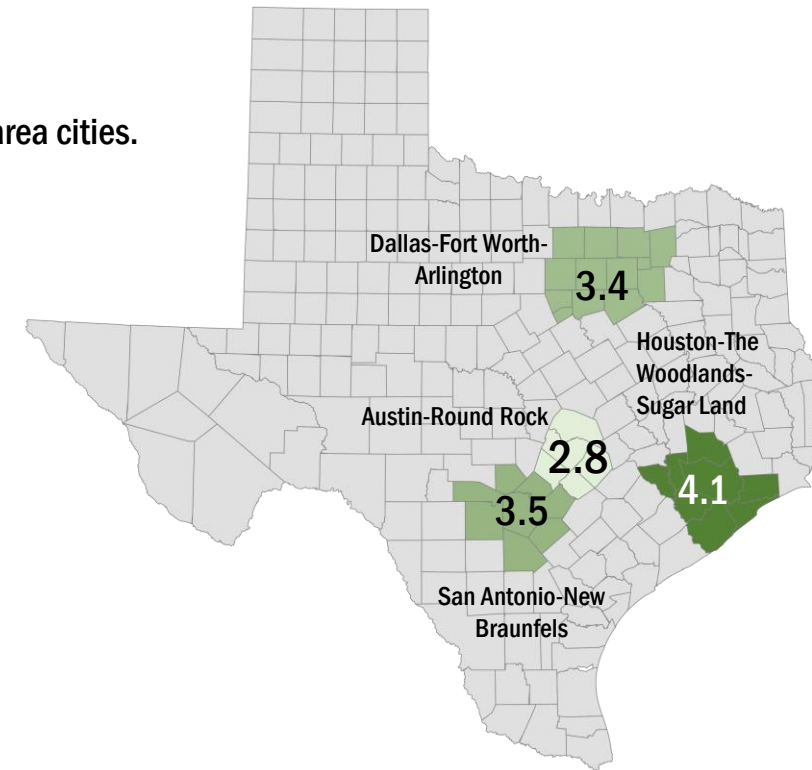 area cities.
Dallas-Fort Worth-
Arlington
3.4
Houston-The
Woodlands-
Sugar Land
Austin-Round Rock
2.8
4.1
3.5
San Antonio-New
Braunfels